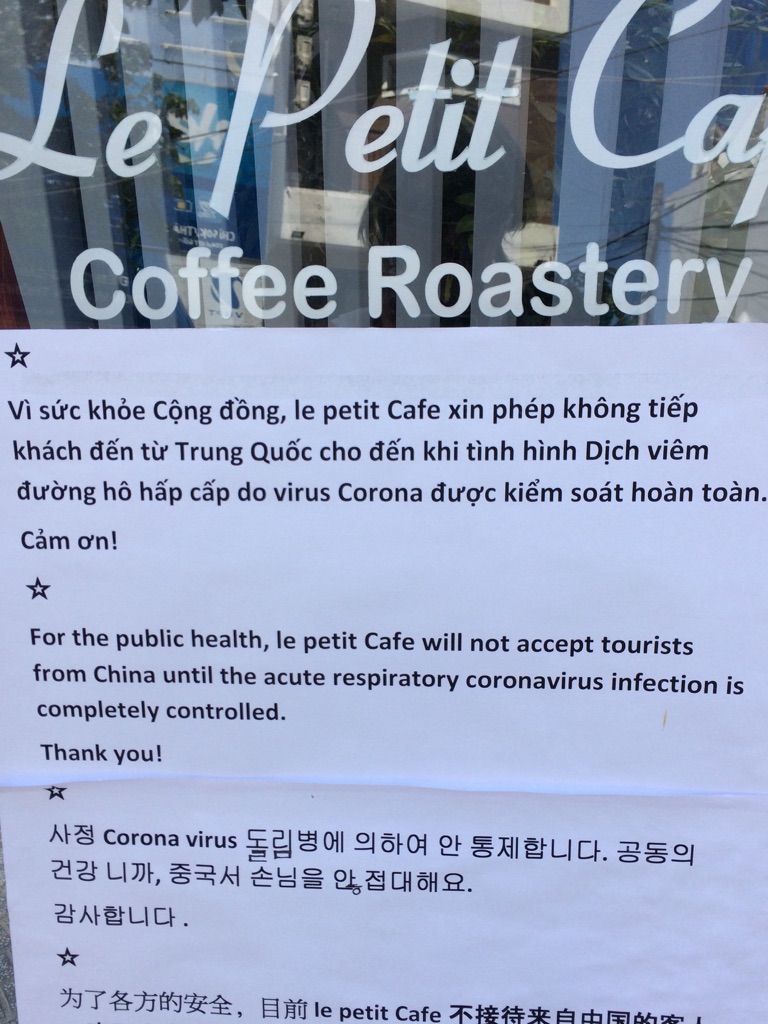 Le Petit Caf
Coffee Roastery
☆
Vì sức khỏe Cộng đồng, le petit Cafe xin phép không tiếp
khách đến từ Trung Quốc cho đến khi tình hình Dịch viêm
đường hô hấp cấp do virus Corona được kiểm soát hoàn toàn.
Cảm ơn!
☆
For the public health, le petit Cafe will not accept tourists
from China until the acute respiratory coronavirus infection is
completely controlled.
Thank you!
☆
사정 Corona virus 돌림병에 의하여 안 통제합니다. 공동의
건강 니까, 중국서 손님을 안 접대해요.
감사합니다.
☆
为了各方的安全，目前 le petit Cafe 不接待来自中国的客人